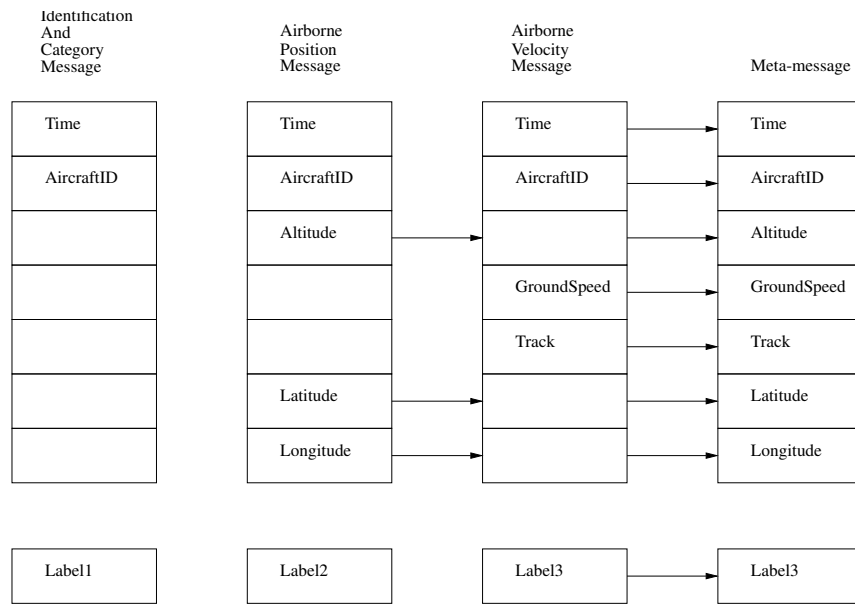 Identification
And
Category
Message
Airborne
Position
Message
Airborne
Velocity
Message
Meta-message
Time
Time
Time
Time
AircraftID
AircraftID
AircraftID
AircraftID
Altitude
Altitude
GroundSpeed
GroundSpeed
Track
Track
Latitude
Latitude
Longitude
Longitude
Label1
Label2
Label3
Label3